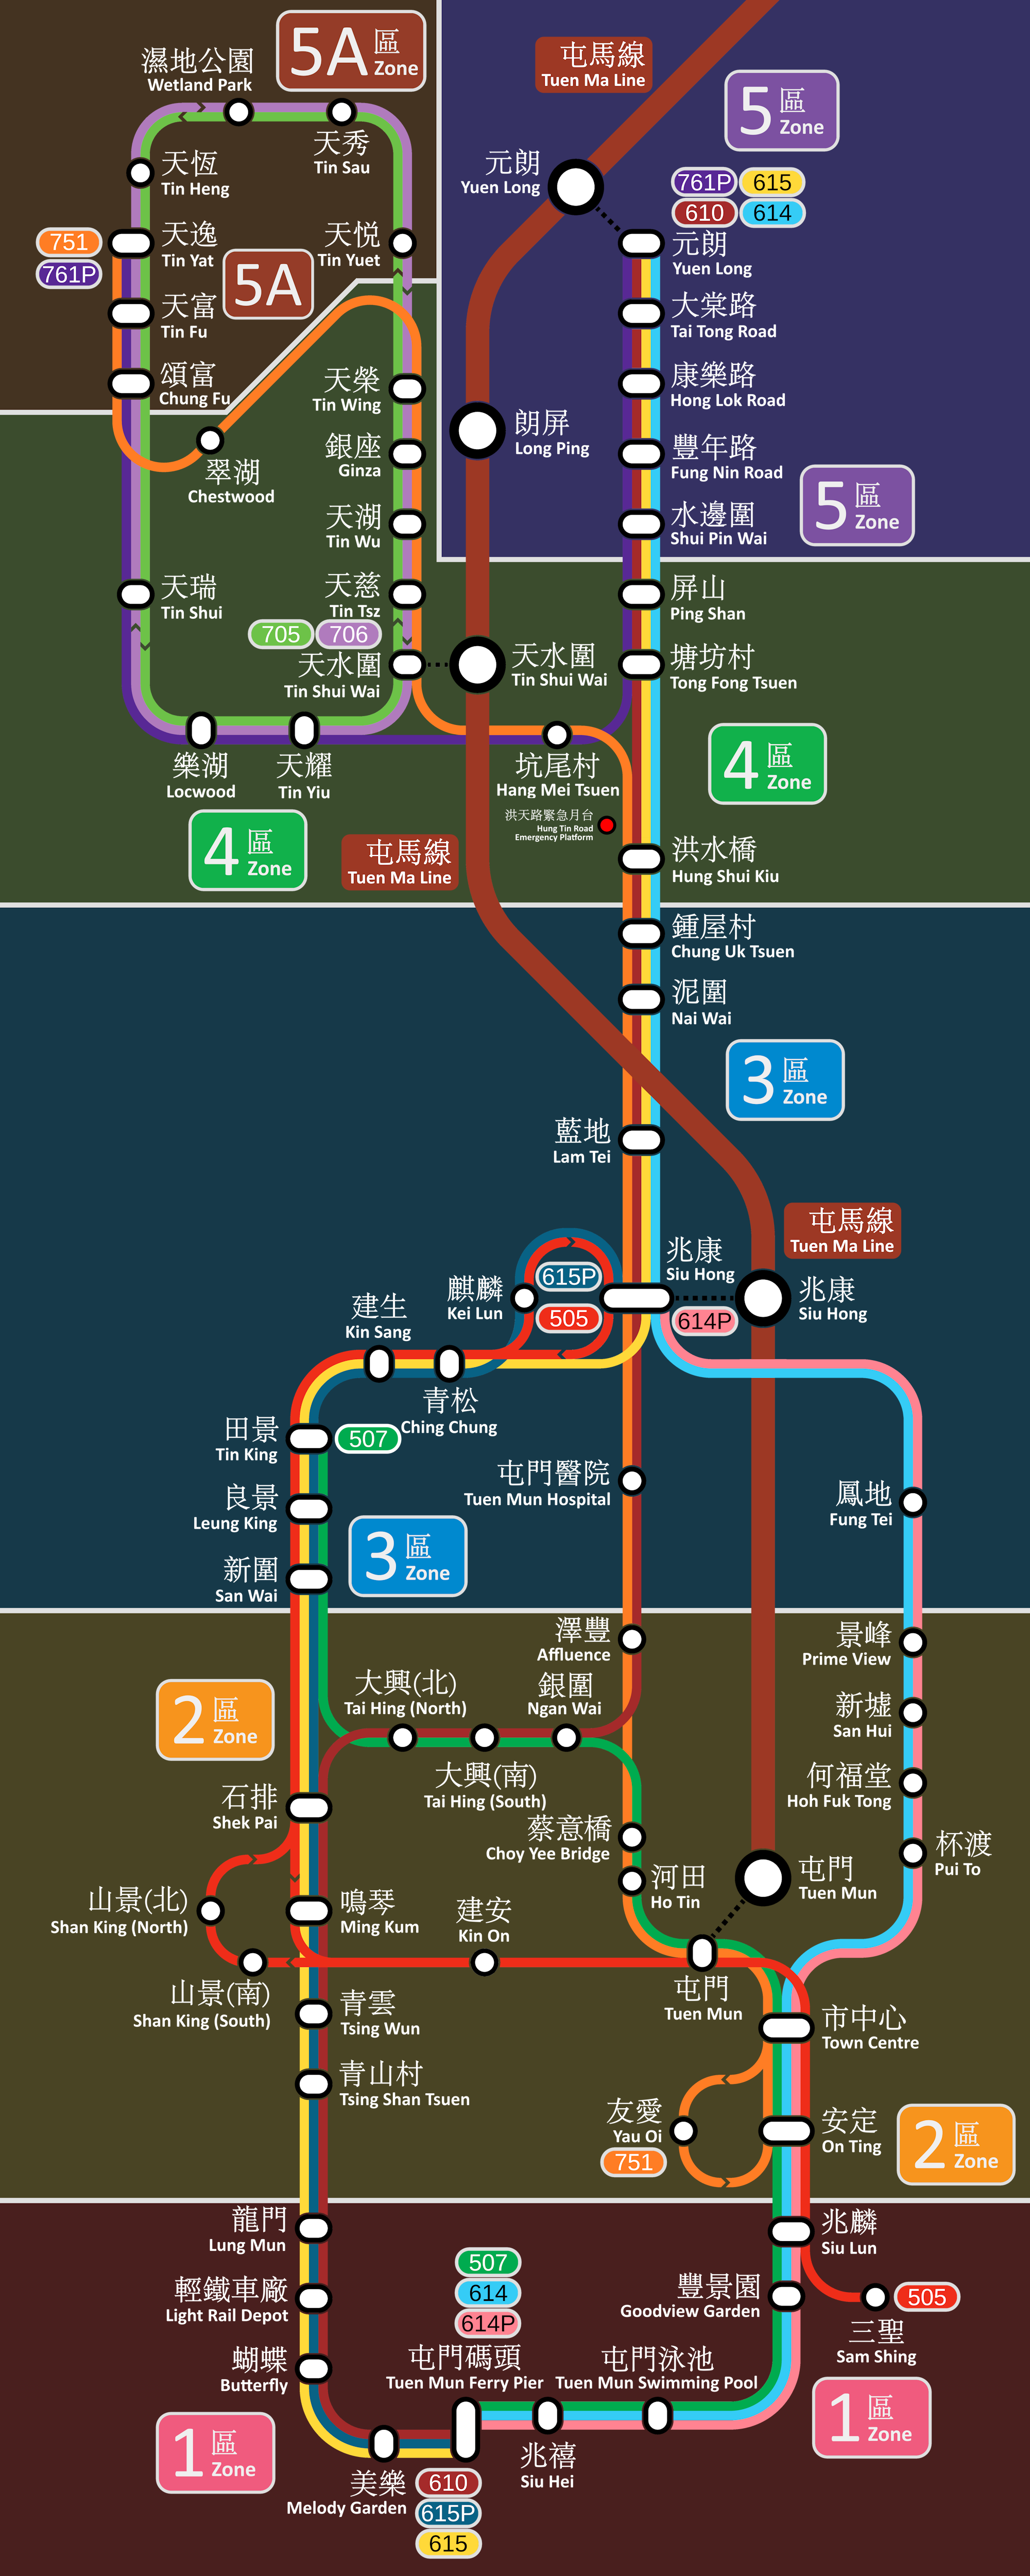 5A 區
Zone
濕地公園
Wetland Park
天秀
Tin Sau
天恆
Tin Heng
751
761P
天逸
Tin Yat
天悦
Tin Yuet
5A
天富
Tin Fu
頌富
Chung Fu
翠湖
Chestwood
天榮
Tin Wing
銀座
Ginza
天湖
Tin Wu
天瑞
Tin Shui
天慈
Tin Tsz
705
706
天水圍
Tin Shui Wai
樂湖
Locwood
天耀
Tin Yiu
4 區
Zone
屯馬線
Tuen Ma Line
5 區
Zone
元朗
Yuen Long
761P
615
610
614
元朗
Yuen Long
大棠路
Tai Tong Road
康樂路
Hong Lok Road
朗屏
Long Ping
豐年路
Fung Nin Road
5 區
Zone
水邊圍
Shui Pin Wai
屏山
Ping Shan
天水圍
Tin Shui Wai
塘坊村
Tong Fong Tsuen
坑尾村
Hang Mei Tsuen
4 區
Zone
洪天路緊急月台
Hung Tin Road
Emergency Platform
屯馬線
Tuen Ma Line
洪水橋
Hung Shui Kiu
鍾屋村
Chung Uk Tsuen
泥圍
Nai Wai
3 區
Zone
藍地
Lam Tei
屯馬線
Tuen Ma Line
兆康
Siu Hong
兆康
Siu Hong
614P
麒麟
Kei Lun
615P
505
建生
Kin Sang
青松
Ching Chung
田景
Tin King
507
良景
Leung King
新圍
San Wai
3 區
Zone
屯門醫院
Tuen Mun Hospital
鳳地
Fung Tei
澤豐
Affluence
景峰
Prime View
2 區
Zone
大興(北)
Tai Hing (North)
銀圍
Ngan Wai
新墟
San Hui
大興(南)
Tai Hing (South)
石排
Shek Pai
何福堂
Hoh Fuk Tong
蔡意橋
Choy Yee Bridge
杯渡
Pui To
河田
Ho Tin
屯門
Tuen Mun
山景(北)
Shan King (North)
鳴琴
Ming Kum
建安
Kin On
山景(南)
Shan King (South)
屯門
Tuen Mun
青雲
Tsing Wun
市中心
Town Centre
青山村
Tsing Shan Tsuen
友愛
Yau Oi
751
安定
On Ting
2 區
Zone
龍門
Lung Mun
兆麟
Siu Lun
輕鐵車廠
Light Rail Depot
507
614
614P
豐景園
Goodview Garden
505
三聖
Sam Shing
蝴蝶
Butterfly
屯門碼頭
Tuen Mun Ferry Pier
屯門泳池
Tuen Mun Swimming Pool
1 區
Zone
1 區
Zone
美樂
Melody Garden
兆禧
Siu Hei
610
615P
615